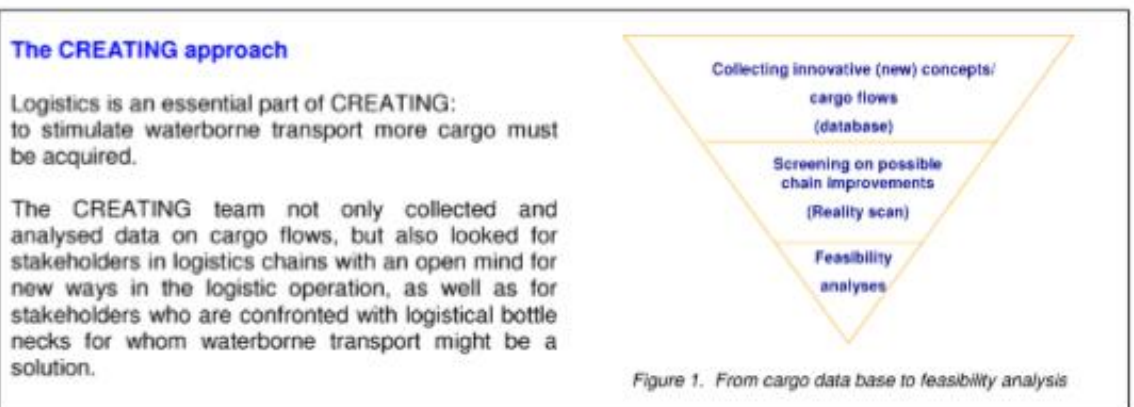 The CREATING approach
Logistics is an essential part of CREATING:
to stimulate waterborne transport more cargo must
be acquired.
The CREATING team not only collected and
analysed data on cargo flows, but also looked for
stakeholders in logistics chains with an open mind for
new ways in the logistic operation, as well as for
stakeholders who are confronted with logistical bottle
necks for whom waterborne transport might be a
solution.
Collecting innovative (new) concepts/
cargo flows
(database)
Screening on possible
chain improvements
(Reality scan)
Feasibility
analyses
Figure 1. From cargo data base to feasibility analysis